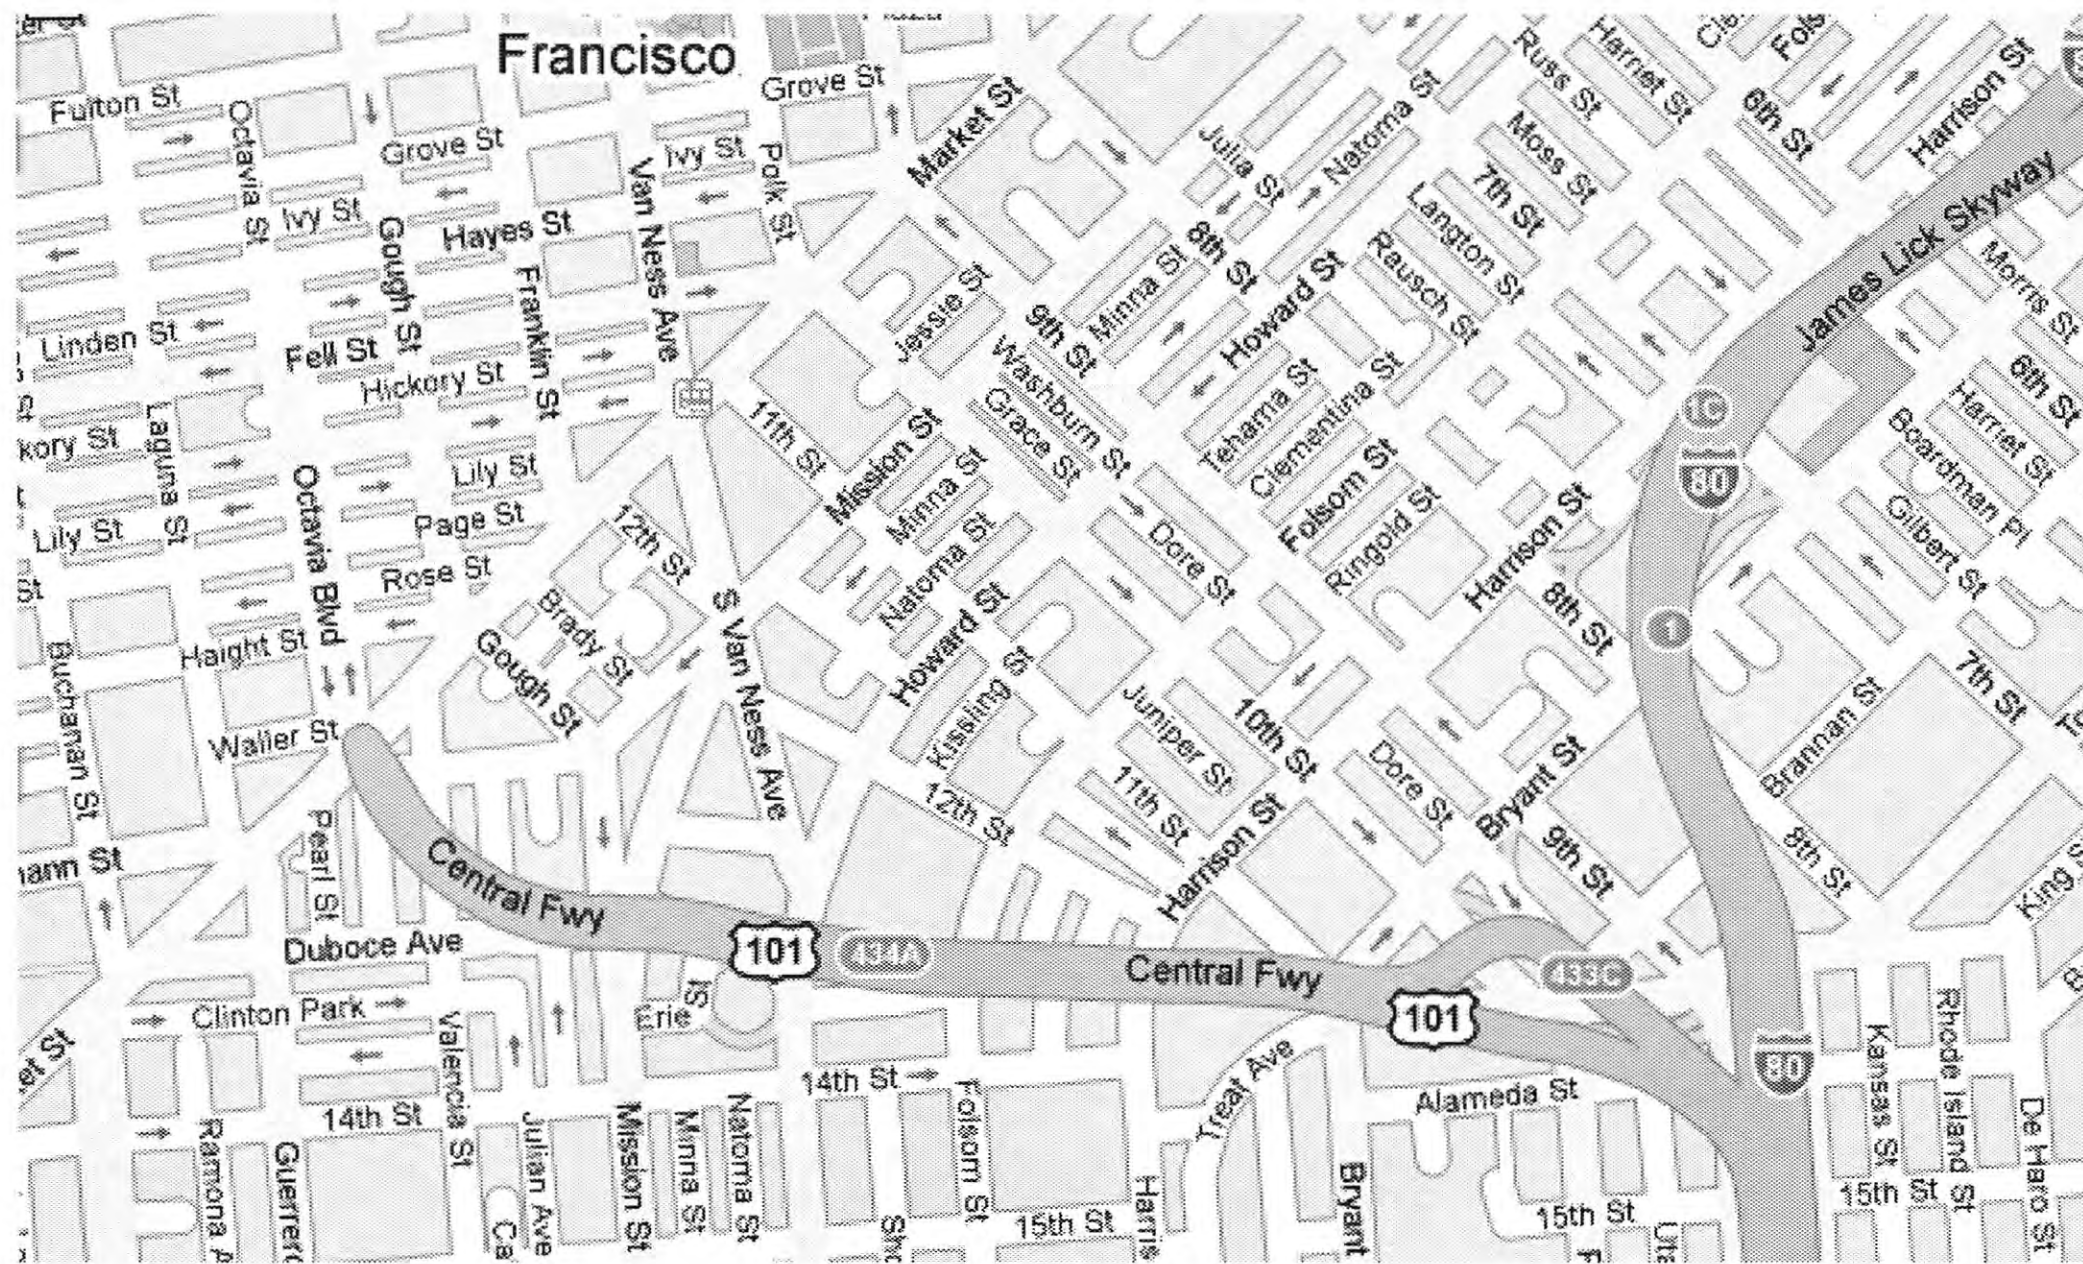 Francisco
Grove St
Fulton St
Octavia St
Grove St
Ivy St
Polk St
Market St
Julia St
Natoma St
Russ St
Harriet St
Moss St
6th St
Harrison St
Van Ness Ave
Ivy St
Hayes St
Gough St
8th St
Langton St
7th St
James Lick Skyway
Morris St
Linden St
Fell St
Franklin St
Hickory St
Jessie St
9th St
Minna St
Howard St
Rausch St
Washburn St
Grace St
Tehama St
Clementina St
1C
Boardman Pl
Harriet St
6th St
kory St
Laguna St
Lily St
Octavia Blvd
Lily St
Page St
Rose St
11th St
Mission St
Minna St
Natoma St
12th St
Dore St
Folsom St
Ringold St
Harrison St
80
Gilbert St
St
Haight St
Buchanan St
Brady St
Gough St
S Van Ness Ave
Howard St
Kissling St
8th St
1
7th St
Waller St
Juniper St
10th St
Dore St
Bryant St
Brannan St
Pearl St
12th St
11th St
Harrison St
9th St
8th St
King S
mann St
Central Fwy
101
434A
Central Fwy
101
433C
80
Duboce Ave
Clinton Park
Erie St
et St
Valencia St
14th St
14th St
Folsom St
Treat Ave
Alameda St
Kansas St
Rhode Island St
De Haro St
Ramona A
Guerrer
Julian Ave
Mission St
Minna St
Natoma St
15th St
Harris
Bryant
15th St
15th St
Ca
Sho
Uta